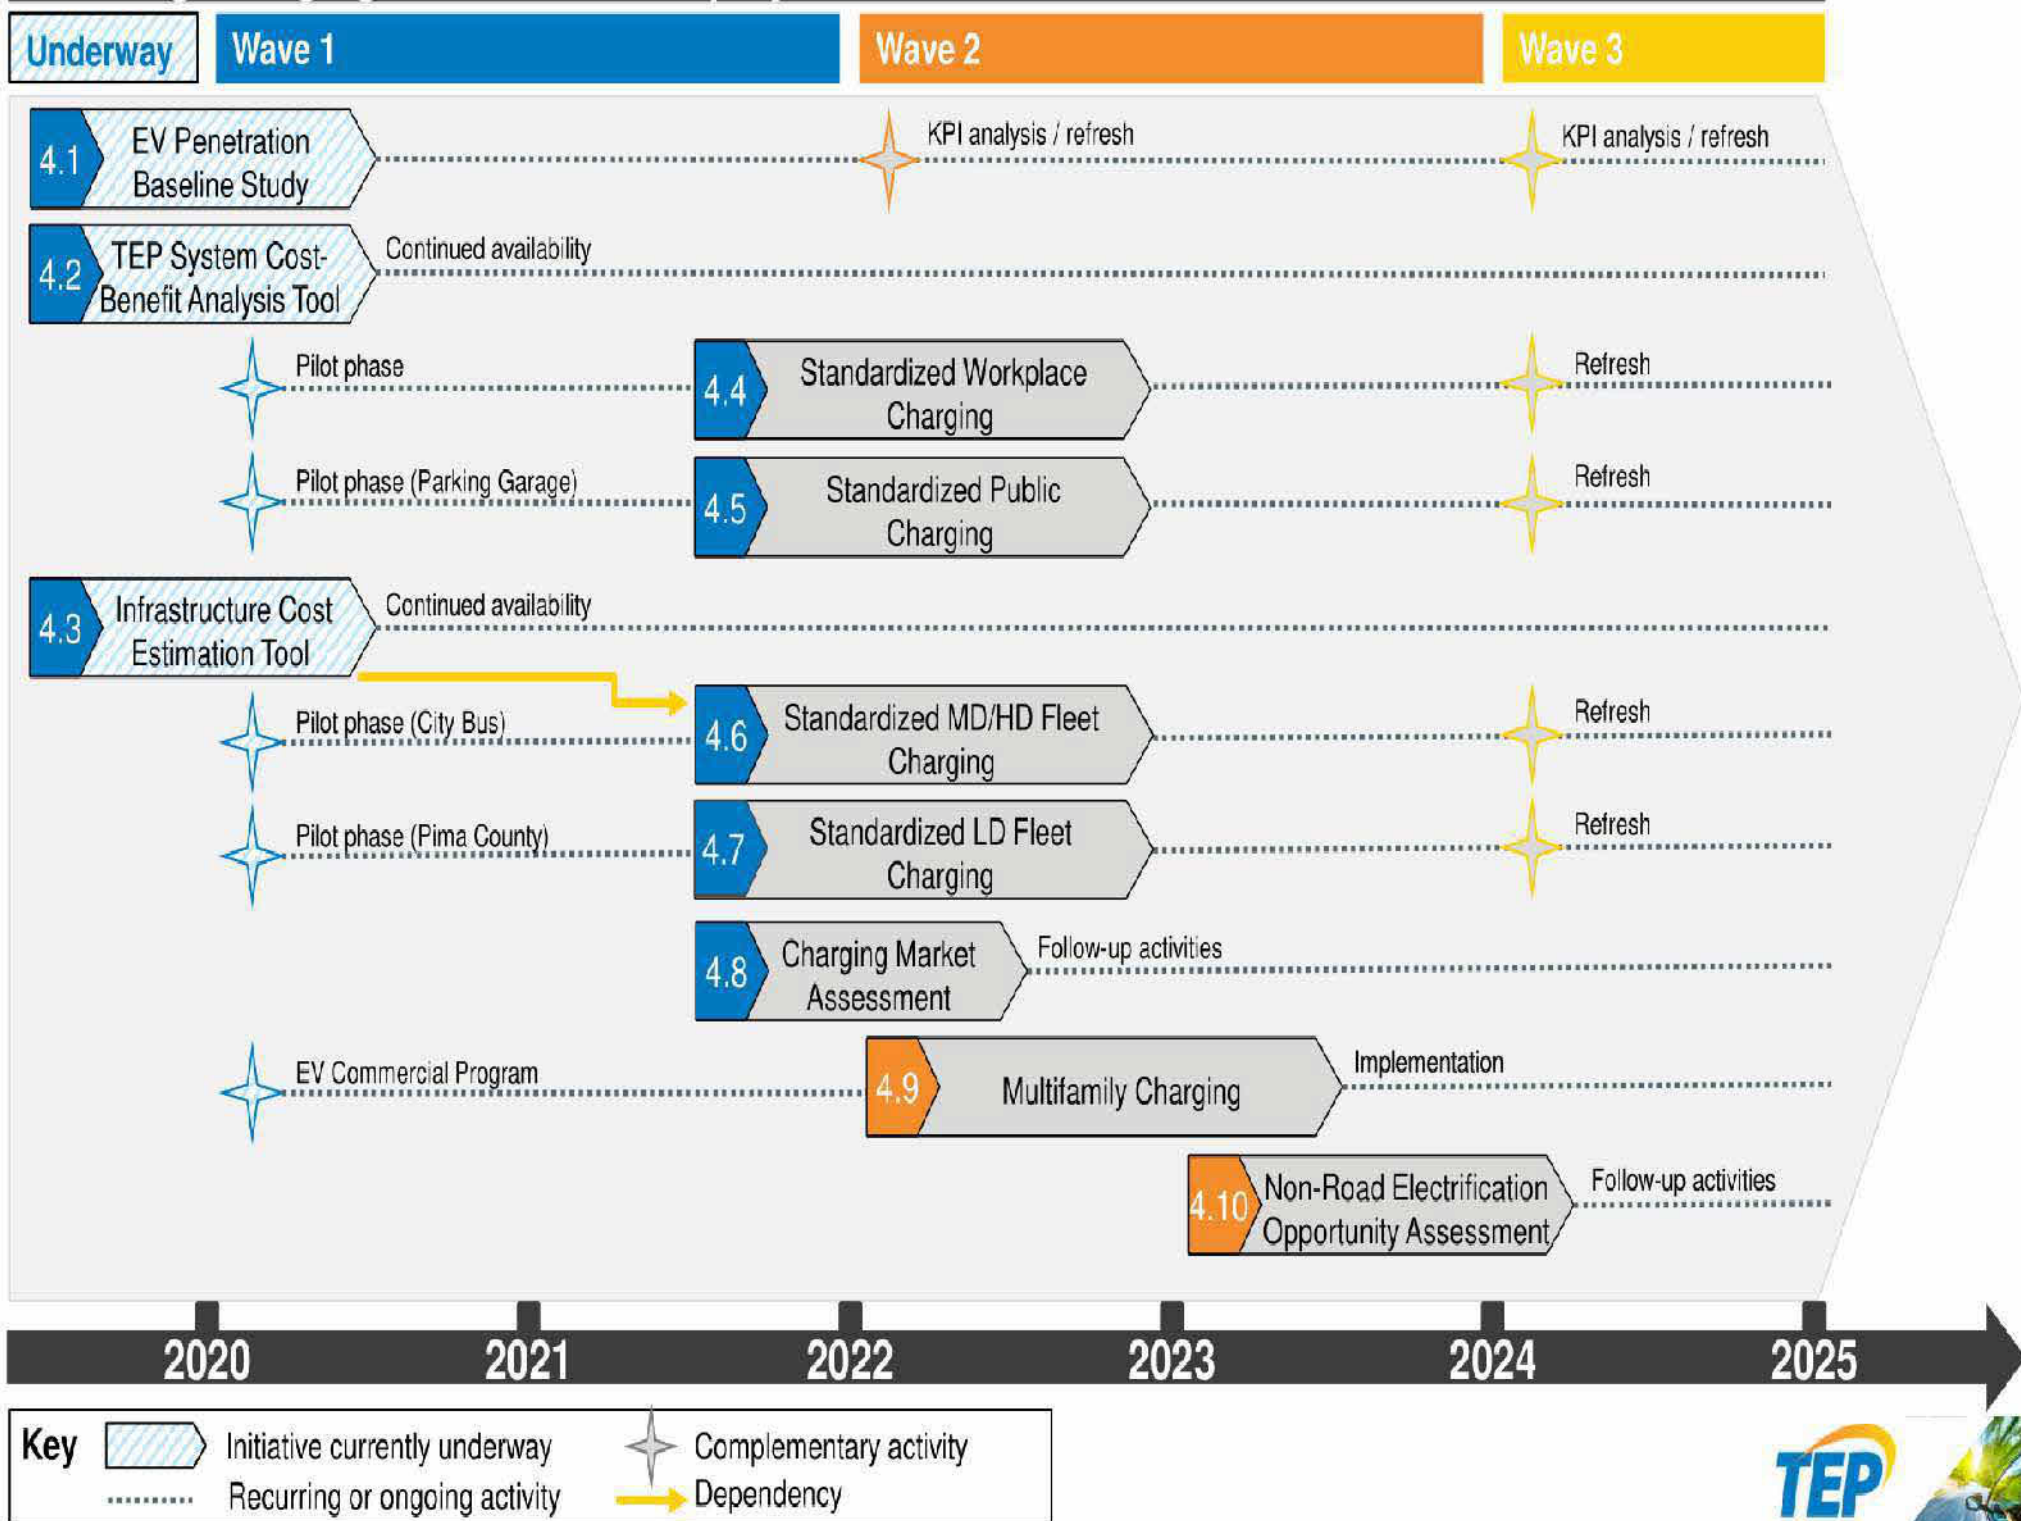 Underway
Wave 1
Wave 2
Wave 3
4.1
EV Penetration
Baseline Study
KPI analysis / refresh
KPI analysis / refresh
4.2
TEP System Cost-
Benefit Analysis Tool
Continued availability
Pilot phase
4.4
Standardized Workplace
Charging
Refresh
Pilot phase (Parking Garage)
4.5
Standardized Public
Charging
Refresh
4.3
Infrastructure Cost
Estimation Tool
Continued availability
Pilot phase (City Bus)
4.6
Standardized MD/HD Fleet
Charging
Refresh
Pilot phase (Pima County)
4.7
Standardized LD Fleet
Charging
Refresh
4.8
Charging Market
Assessment
Follow-up activities
EV Commercial Program
4.9
Multifamily Charging
Implementation
4.10
Non-Road Electrification
Opportunity Assessment
Follow-up activities
2020
2021
2022
2023
2024
2025
Key
Initiative currently underway
Complementary activity
Recurring or ongoing activity
Dependency
TEP